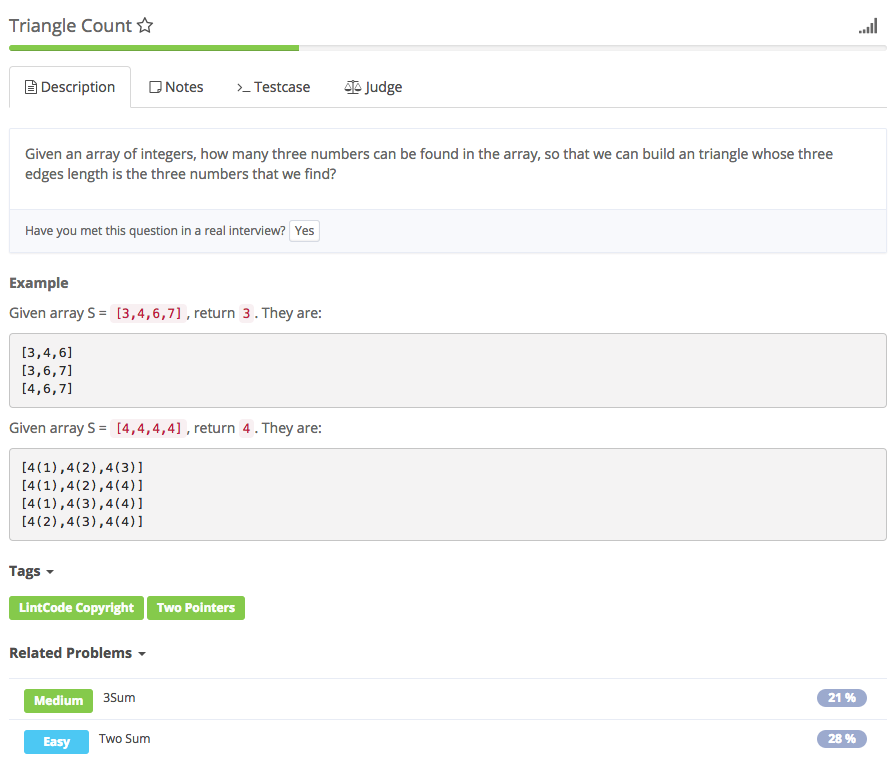 Triangle Count
Description
Notes
>_ Testcase
Judge
Given an array of integers, how many three numbers can be found in the array, so that we can build an triangle whose three
edges length is the three numbers that we find?
Have you met this question in a real interview? Yes
Example
Given array S = [3,4,6,7], return 3. They are:
[3,4,6]
[3,6,7]
[4,6,7]
Given array S = [4,4,4,4], return 4. They are:
[4(1),4(2),4(3)]
[4(1),4(2),4(4)]
[4(1),4(3),4(4)]
[4(2),4(3),4(4)]
Tags
LintCode Copyright Two Pointers
Related Problems
Medium 3Sum 21 %
Easy Two Sum 28 %